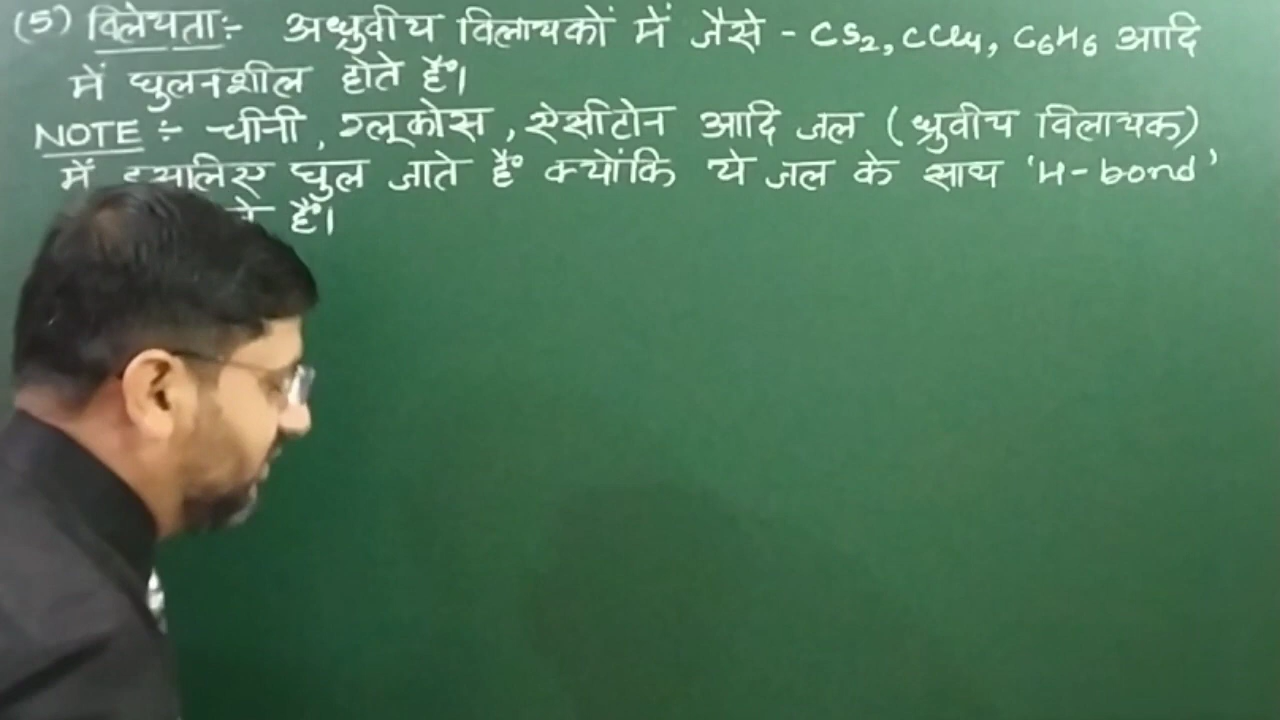 (5) विलेयता:- अध्रुवीय विलायकों में जैसे - CS2, CCl4, C6H6 आदि
में घुलनशील होते हैं।
NOTE :- चीनी, ग्लूकोस, ऐसीटोन आदि जल (ध्रुवीय विलायक)
में इसलिए घुल जाते हैं क्योंकि ये जल के साथ 'H-bond'
हैं।